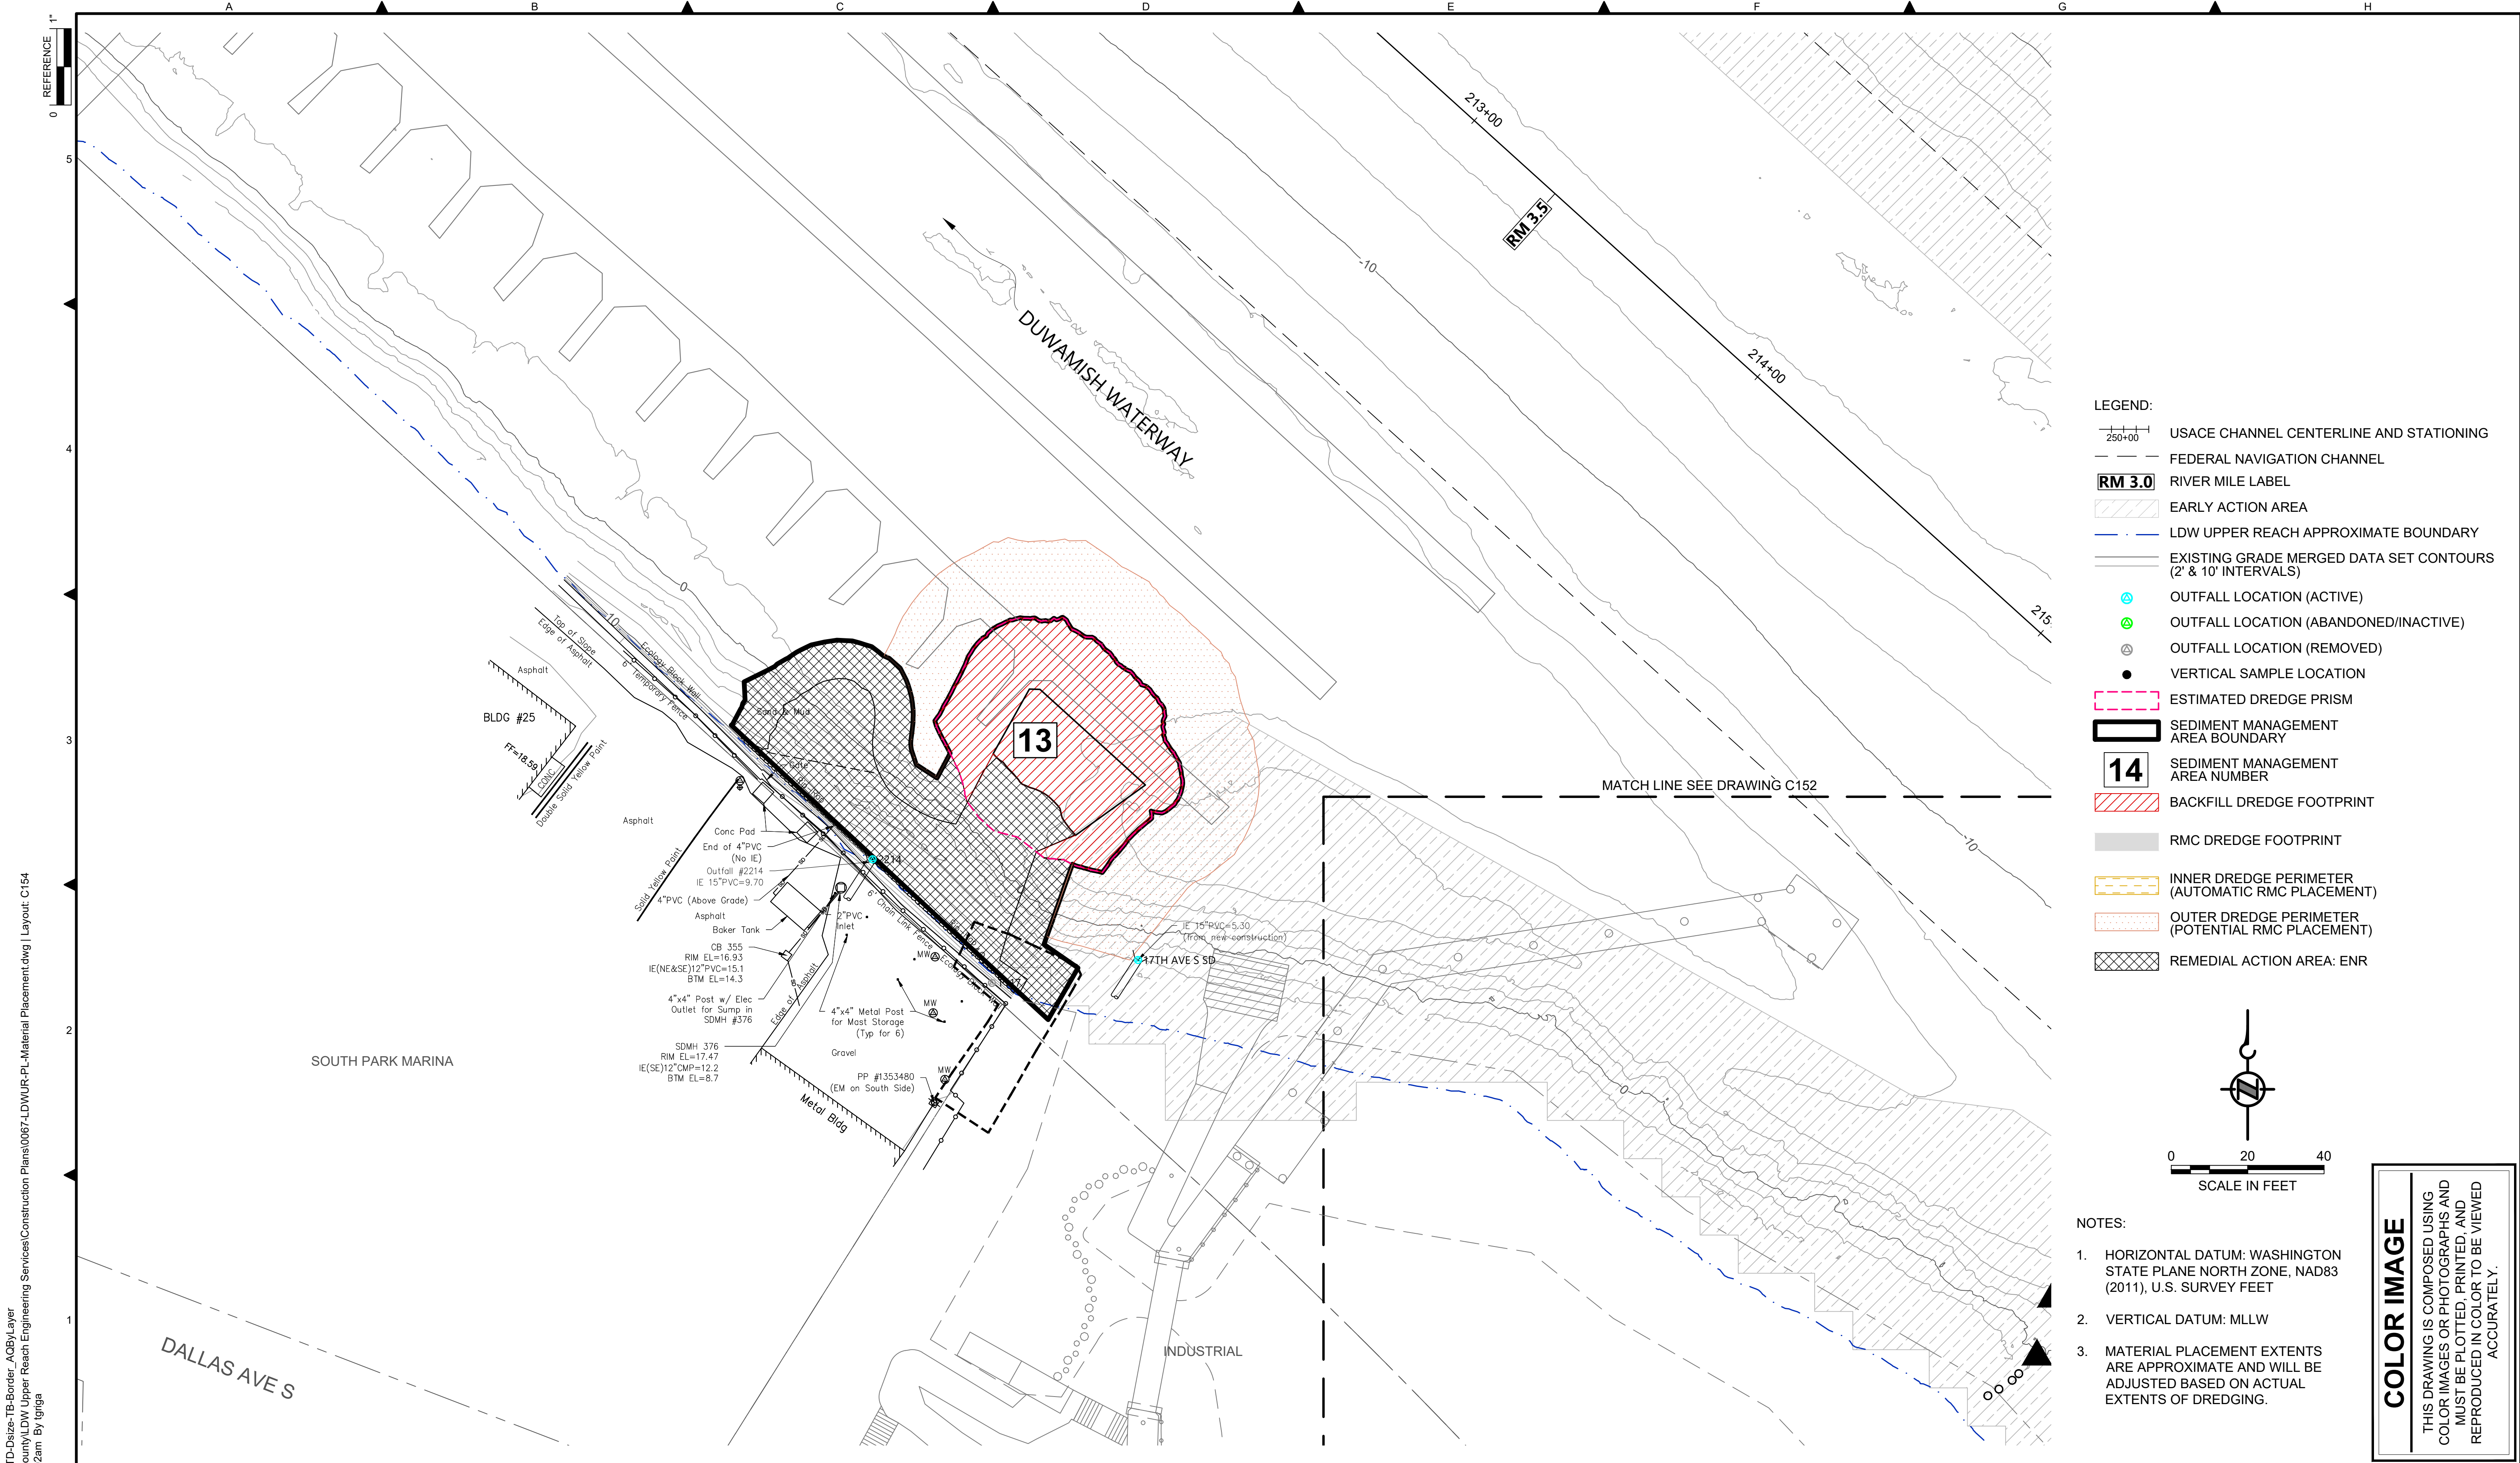 A B C D E F G H
1"
REFERENCE
0
5
4
3
2
1
213+00
RM 3.5
-10
214+00
215
DUWAMISH WATERWAY
0
-10
10
Top of Slope
Edge of Asphalt
Ecology Block Wall
6' Temporary Fence
Asphalt
BLDG #25
FF=18.59
CONC
Double Solid Yellow Paint
Sand & Mud
Gate
13
MATCH LINE SEE DRAWING C152
Asphalt
Solid Yellow Paint
Conc Pad
End of 4"PVC
(No IE)
Outfall #2214
IE 15"PVC=9.70
2214
4"PVC (Above Grade)
Asphalt
Baker Tank
2"PVC
Inlet
6' Chain Link Fence
CB 355
RIM EL=16.93
IE(NE&SE)12"PVC=15.1
BTM EL=14.3
MW
Edge of Asphalt
4"x4" Post w/ Elec
Outlet for Sump in
SDMH #376
4"x4" Metal Post
for Mast Storage
(Typ for 6)
MW
SDMH 376
RIM EL=17.47
IE(SE)12"CMP=12.2
BTM EL=8.7
Gravel
MW
PP #1353480
(EM on South Side)
Metal Bldg
IE 15"PVC=5.30
(from new construction)
17TH AVE S SD
0
SOUTH PARK MARINA
DALLAS AVE S
INDUSTRIAL
LEGEND:
250+00 USACE CHANNEL CENTERLINE AND STATIONING
FEDERAL NAVIGATION CHANNEL
RM 3.0 RIVER MILE LABEL
EARLY ACTION AREA
LDW UPPER REACH APPROXIMATE BOUNDARY
EXISTING GRADE MERGED DATA SET CONTOURS
(2' & 10' INTERVALS)
OUTFALL LOCATION (ACTIVE)
OUTFALL LOCATION (ABANDONED/INACTIVE)
OUTFALL LOCATION (REMOVED)
VERTICAL SAMPLE LOCATION
ESTIMATED DREDGE PRISM
SEDIMENT MANAGEMENT
AREA BOUNDARY
14 SEDIMENT MANAGEMENT
AREA NUMBER
BACKFILL DREDGE FOOTPRINT
RMC DREDGE FOOTPRINT
INNER DREDGE PERIMETER
(AUTOMATIC RMC PLACEMENT)
OUTER DREDGE PERIMETER
(POTENTIAL RMC PLACEMENT)
REMEDIAL ACTION AREA: ENR
N
0 20 40
SCALE IN FEET
NOTES:
1. HORIZONTAL DATUM: WASHINGTON
STATE PLANE NORTH ZONE, NAD83
(2011), U.S. SURVEY FEET
2. VERTICAL DATUM: MLLW
3. MATERIAL PLACEMENT EXTENTS
ARE APPROXIMATE AND WILL BE
ADJUSTED BASED ON ACTUAL
EXTENTS OF DREDGING.
COLOR IMAGE
THIS DRAWING IS COMPOSED USING
COLOR IMAGES OR PHOTOGRAPHS AND
MUST BE PLOTTED, PRINTED, AND
REPRODUCED IN COLOR TO BE VIEWED
ACCURATELY.
TD-Dsize-TB-Border_AQByLayer
ounty\LDW Upper Reach Engineering Services\Construction Plans\0067-LDWUR-PL-Material Placement.dwg | Layout: C154
2am By tgriga